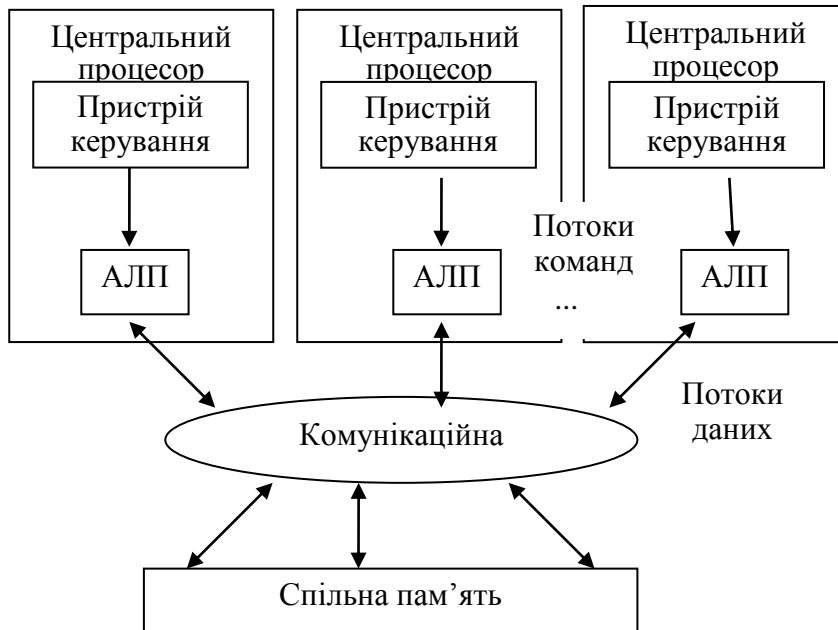 Центральний
процесор
Пристрій
керування
АЛП
Центральний
процесор
Пристрій
керування
АЛП
Центральний
процесор
Пристрій
керування
АЛП
Потоки
команд
...
Потоки
даних
Комунікаційна
Спільна пам’ять